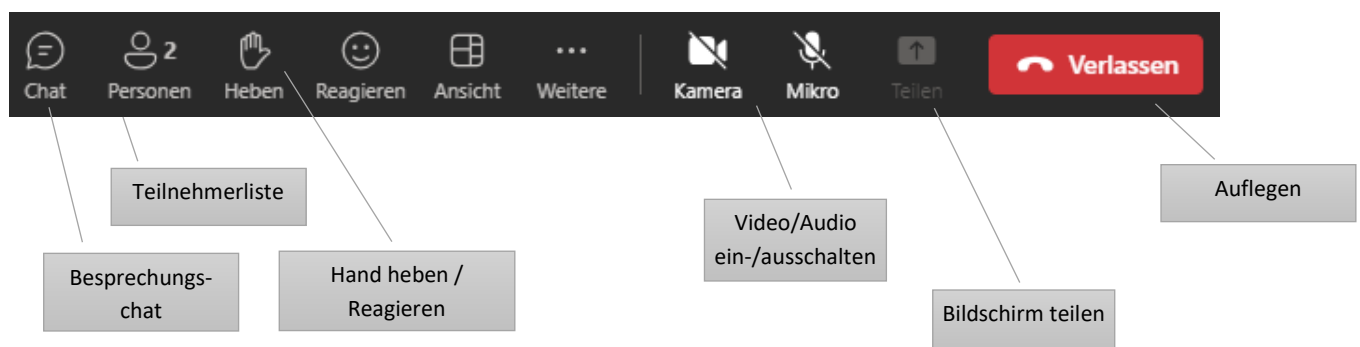 2
Chat Personen Heben Reagieren Ansicht Weitere Kamera Mikro Teilen Verlassen
Teilnehmerliste
Auflegen
Video/Audio
ein-/ausschalten
Besprechungs-
chat
Hand heben /
Reagieren
Bildschirm teilen